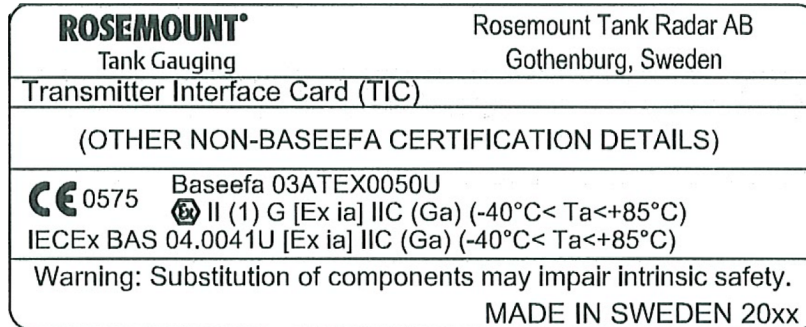 ROSEMOUNT®
Tank Gauging
Rosemount Tank Radar AB
Gothenburg, Sweden
Transmitter Interface Card (TIC)
(OTHER NON-BASEEFA CERTIFICATION DETAILS)
CE 0575
Baseefa 03ATEX0050U
Ex II (1) G [Ex ia] IIC (Ga) (-40°C< Ta<+85°C)
IECEx BAS 04.0041U [Ex ia] IIC (Ga) (-40°C< Ta<+85°C)
Warning: Substitution of components may impair intrinsic safety.
MADE IN SWEDEN 20xx